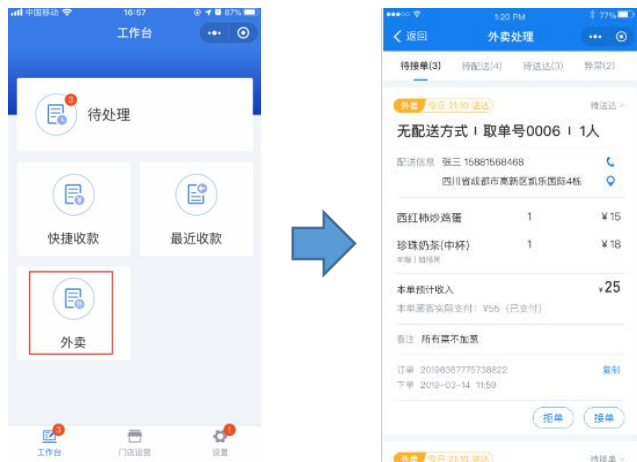 中国移动 16:57 87%
工作台
3
待处理
快捷收款 最近收款
外卖
3
工作台 门店运营 设置
1:20 PM 77%
返回 外卖处理
待接单(3) 待配送(4) 待送达(3) 异常(2)
外卖 今日 21:10 送达 待送达
无配送方式 | 取单号0006 | 1人
配送信息 张三 15881568468
四川省成都市高新区凯乐国际4栋
西红柿炒鸡蛋 1 ¥15
珍珠奶茶(中杯) 1 ¥18
半糖 | 加椰果
本单预计收入 ¥25
本单顾客实际支付: ¥55 (已支付)
备注 所有菜不加葱
订单 20198387775738822 复制
下单 2019-03-14 11:59
拒单 接单
外卖 今日 21:10 送达 待接单